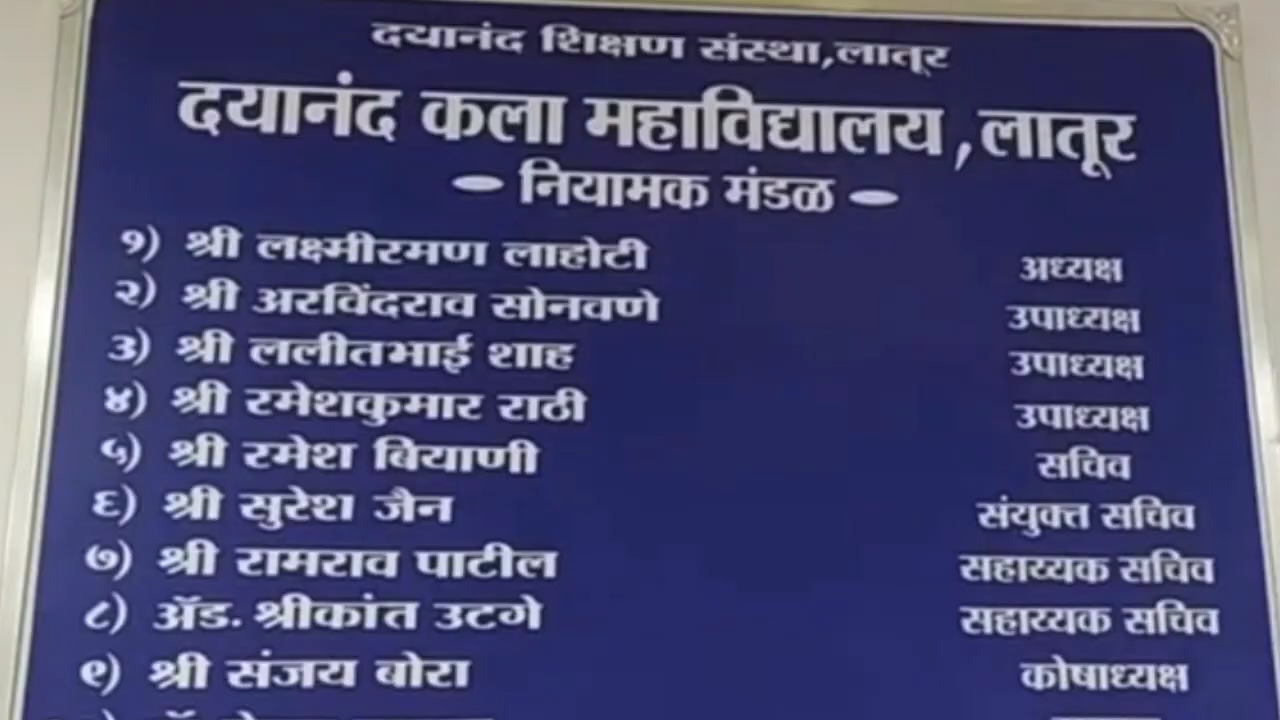 दयानंद शिक्षण संस्था,लातूर
दयानंद कला महाविद्यालय,लातूर
- नियामक मंडळ -
१) श्री लक्ष्मीरमण लाहोटी अध्यक्ष
२) श्री अरविंदराव सोनवणे उपाध्यक्ष
३) श्री ललीतभाई शाह उपाध्यक्ष
४) श्री रमेशकुमार राठी उपाध्यक्ष
५) श्री रमेश बियाणी सचिव
६) श्री सुरेश जैन संयुक्त सचिव
७) श्री रामराव पाटील सहाय्यक सचिव
८) ॲड. श्रीकांत उटगे सहाय्यक सचिव
९) श्री संजय बोरा कोषाध्यक्ष